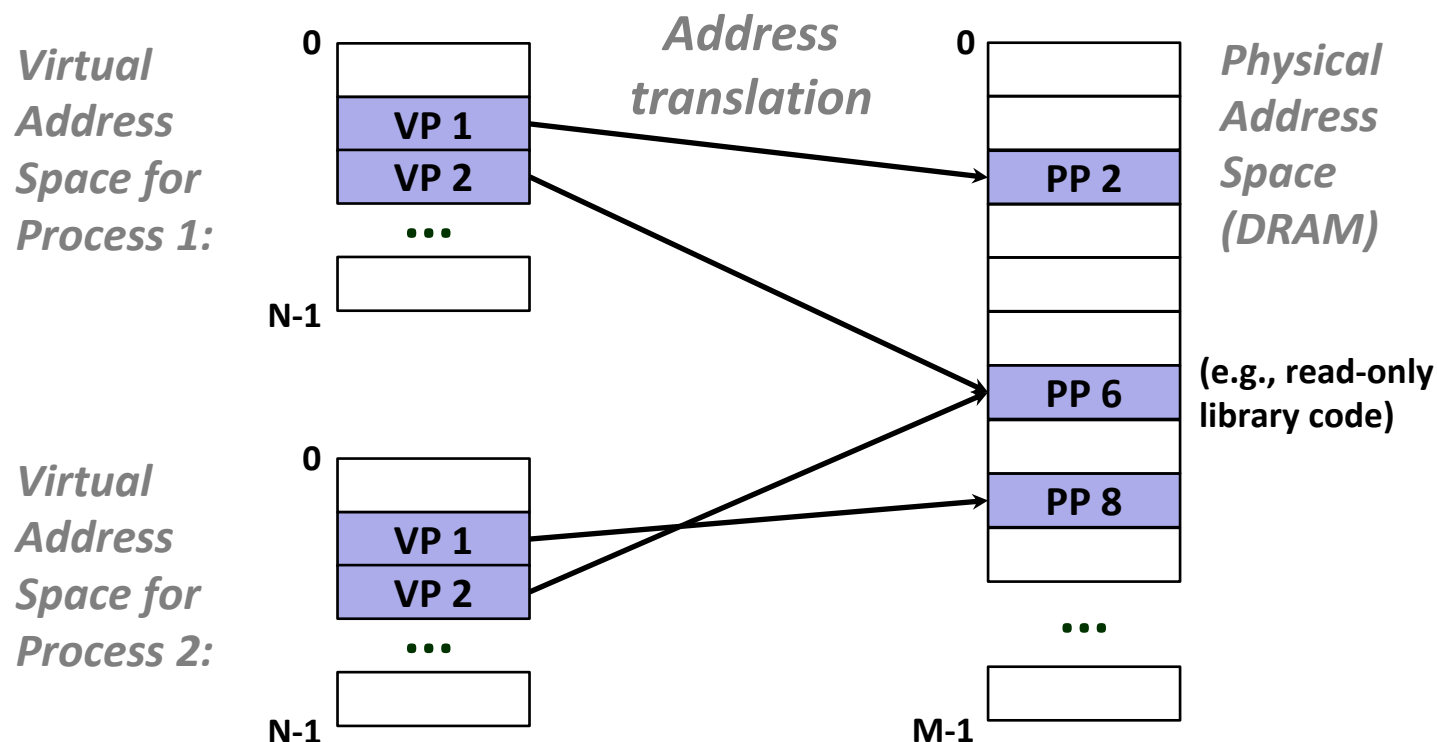 Virtual
Address
Space for
Process 1:
0
VP 1
VP 2
...
N-1
Address
translation
0
PP 2
PP 6
PP 8
...
M-1
Physical
Address
Space
(DRAM)
(e.g., read-only
library code)
Virtual
Address
Space for
Process 2:
0
VP 1
VP 2
...
N-1